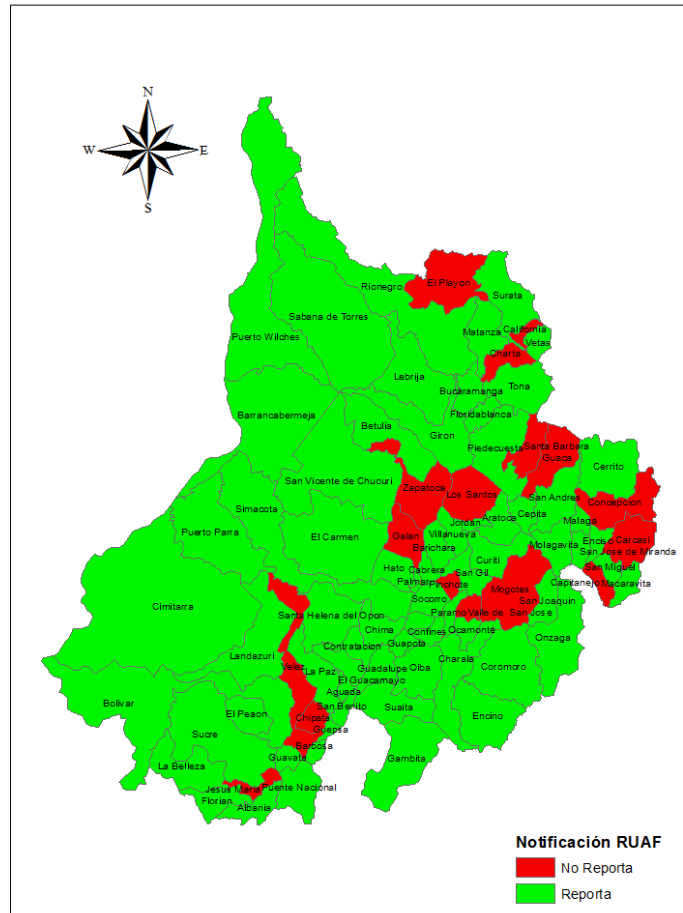 N
W
E
S
El Playon
Rionegro
Surata
Sabana de Torres
California
Matanza
Puerto Wilches
Vetas
Charta
Lebrija
Tona
Bucaramanga
Barrancabermeja
Floridablanca
Betulia
Giron
Piedecuesta
Santa Barbara
Guaca
Cerrito
San Vicente de Chucuri
Zapatoca
Los Santos
San Andres
Concepcion
Simacota
Cepita
Aratoca
Jordan
Malaga
Puerto Parra
El Carmen
Galan
Villanueva
Enciso
Carcasi
Barichara
Molagavita
San Jose de Miranda
Curiti
Hato
Cabrera
San Gil
San Miguel
Palmar
Pinchote
Capitanejo
Macaravita
Mogotes
Cimitarra
Socorro
San Joaquin
Santa Helena del Opon
Paramo
Valle de San Jose
Chima
Confines
Ocamonte
Onzaga
Contratacion
Guapota
Landazuri
Charala
Velez
La Paz
Guadalupe
Oiba
Coromoro
El Guacamayo
Aguada
Bolivar
San Benito
Suaita
El Peaon
Chipata
Encino
Guepsa
Sucre
Barbosa
Guavata
Gambita
La Belleza
Jesus Maria
Puente Nacional
Florian
Albania
Notificación RUAF
No Reporta
Reporta